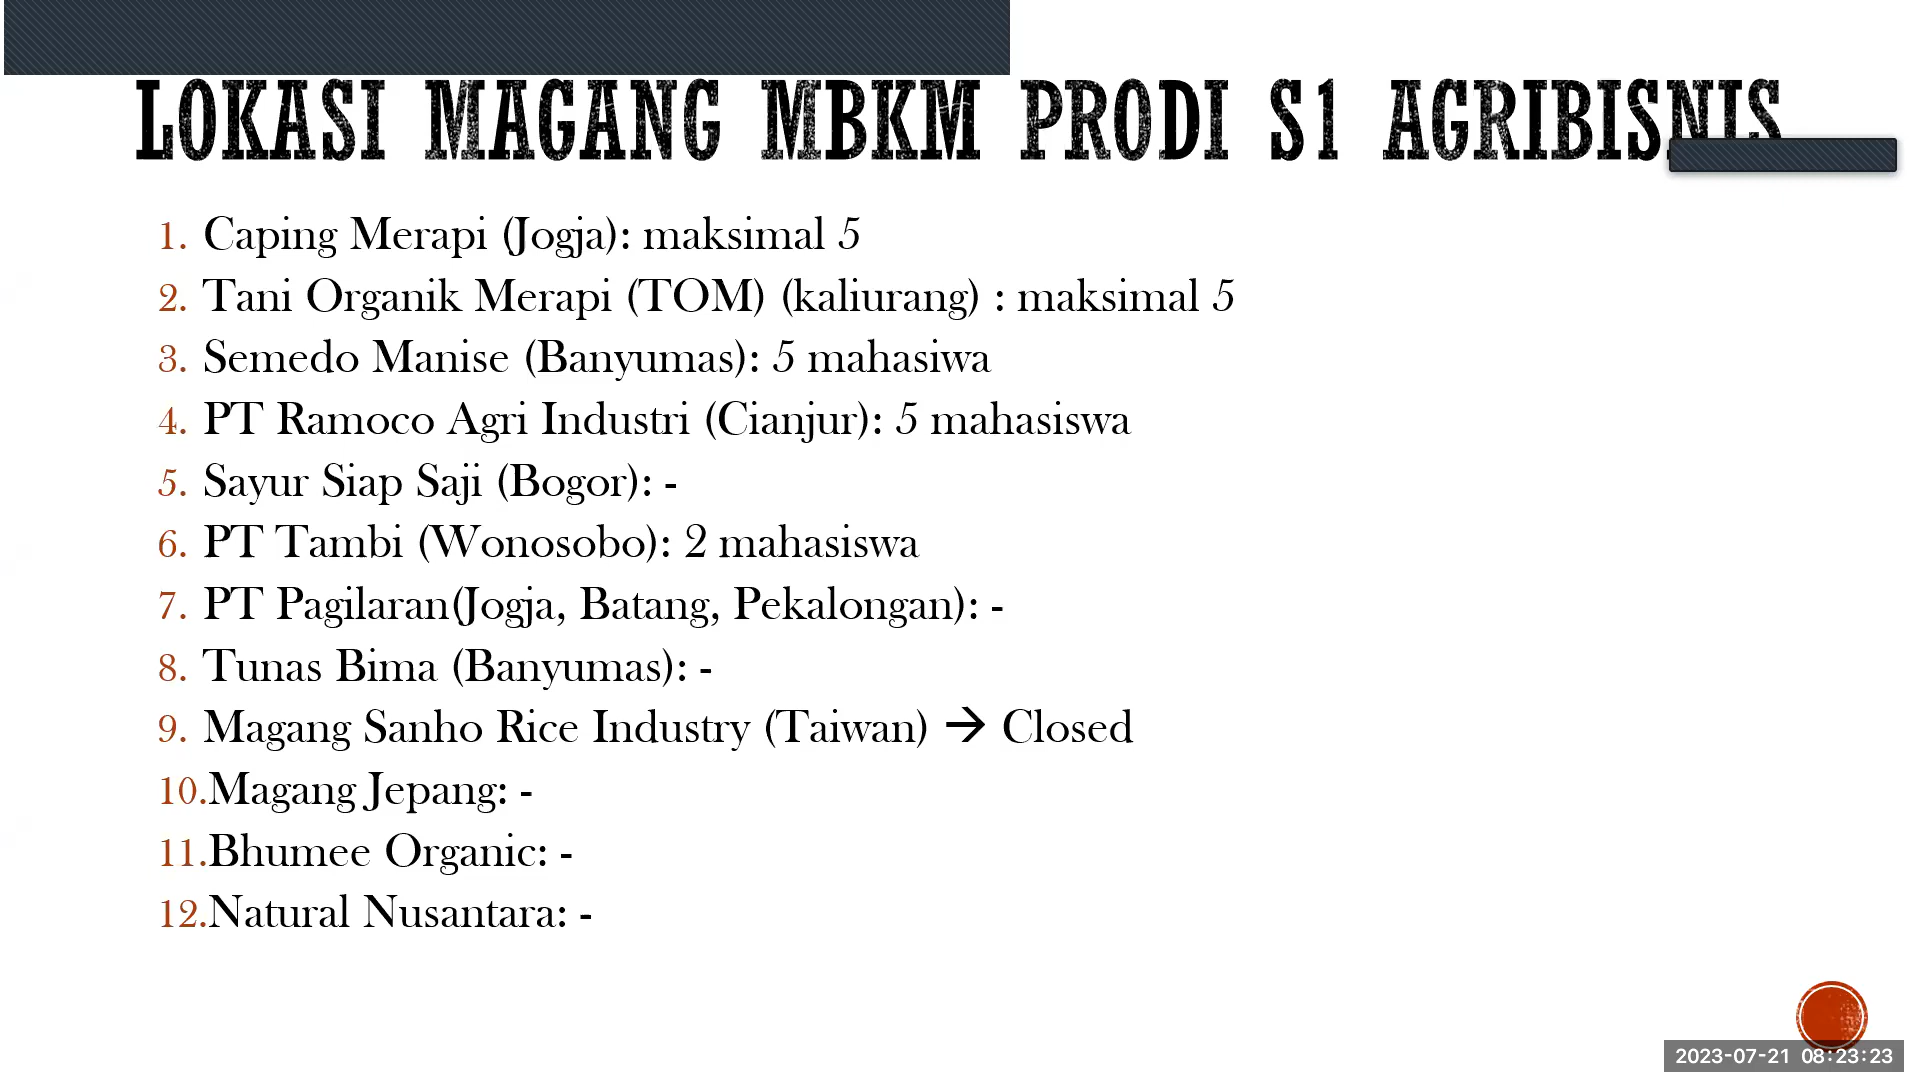 LOKASI MAGANG MBKM PRODI S1 AGRIBISNIS
1. Caping Merapi (Jogja): maksimal 5
2. Tani Organik Merapi (TOM) (kaliurang) : maksimal 5
3. Semedo Manise (Banyumas): 5 mahasiwa
4. PT Ramoco Agri Industri (Cianjur): 5 mahasiswa
5. Sayur Siap Saji (Bogor): -
6. PT Tambi (Wonosobo): 2 mahasiswa
7. PT Pagilaran(Jogja, Batang, Pekalongan): -
8. Tunas Bima (Banyumas): -
9. Magang Sanho Rice Industry (Taiwan) → Closed
10.Magang Jepang: -
11.Bhumee Organic: -
12.Natural Nusantara: -
2023-07-21 08:23:23